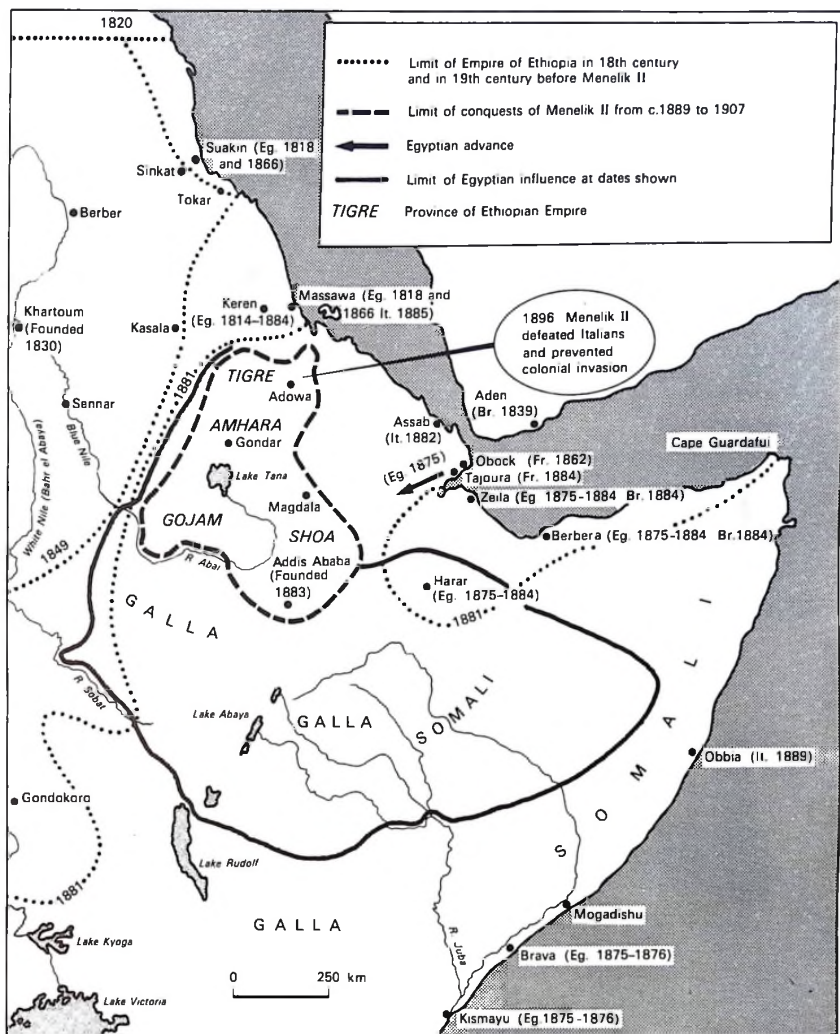 1820
Limit of Empire of Ethiopia in 18th century
and in 19th century before Menelik II
Limit of conquests of Menelik II from c.1889 to 1907
Egyptian advance
Limit of Egyptian influence at dates shown
TIGRE Province of Ethiopian Empire
Suakin (Eg. 1818
and 1866)
Sinkat
Tokar
Berber
Khartoum
(Founded
1830)
Kasala
Keren
(Eg. 1814–1884)
Massawa (Eg. 1818 and
1866 It. 1885)
1896 Menelik II
defeated Italians
and prevented
colonial invasion
1881
TIGRE
Adowa
Sennar
Blue Nile
White Nile (Bahr el Abaya)
AMHARA
Gondar
Lake Tana
Magdala
GOJAM
SHOA
R. Abai
Addis Ababa
(Founded
1883)
Assab
(It. 1882)
Aden
(Br. 1839)
Cape Guardafui
(Eg 1875)
Obock (Fr. 1862)
Tajoura (Fr. 1884)
Zeila (Eg 1875-1884 Br. 1884)
Berbera (Eg. 1875-1884 Br. 1884)
1849
Harar
(Eg. 1875-1884)
1881
GALLA
R. Sobat
Lake Abaya
GALLA
SOMALI
SOMALI
Obbia (It. 1889)
Gondokoro
1881
Lake Rudolf
GALLA
R. Juba
Mogadishu
Brava (Eg. 1875-1876)
Kismayu (Eg. 1875-1876)
Lake Kyoga
Lake Victoria
0 250 km